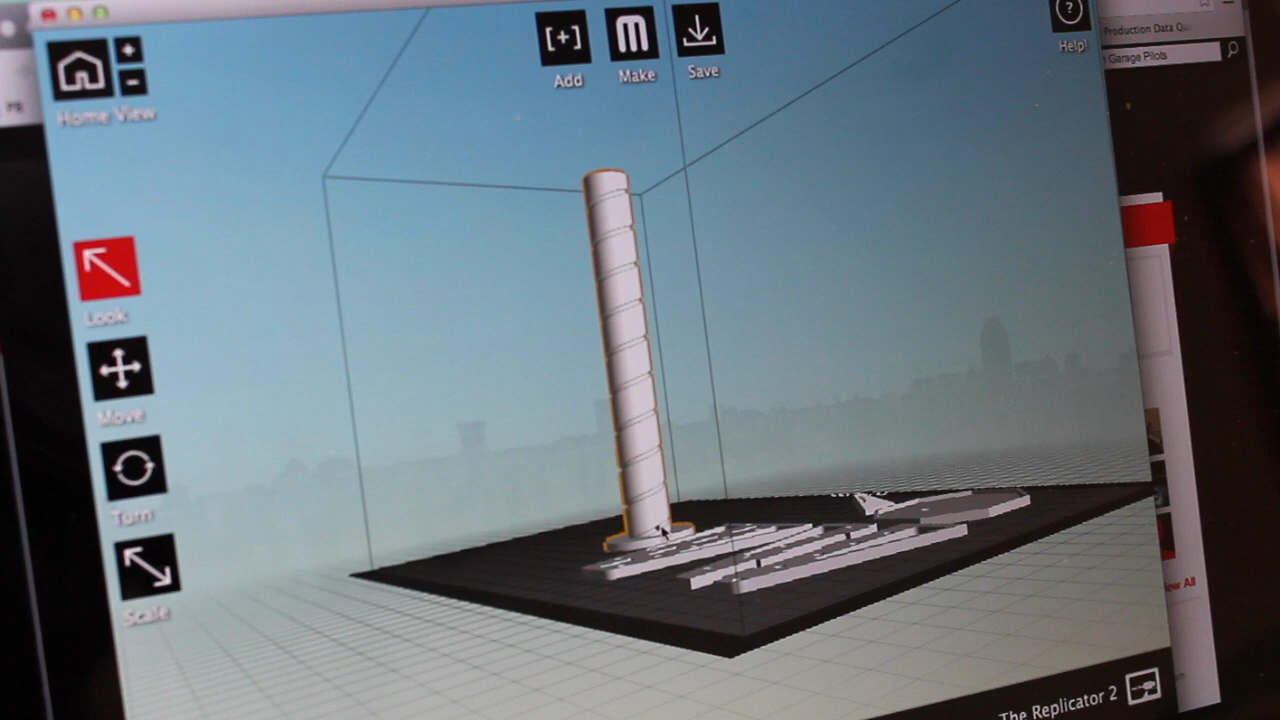 Home View
Add
Make
Save
Help!
Production Data Qu
Garage Pilots
Look
Move
Turn
Scale
ew All
The Replicator 2